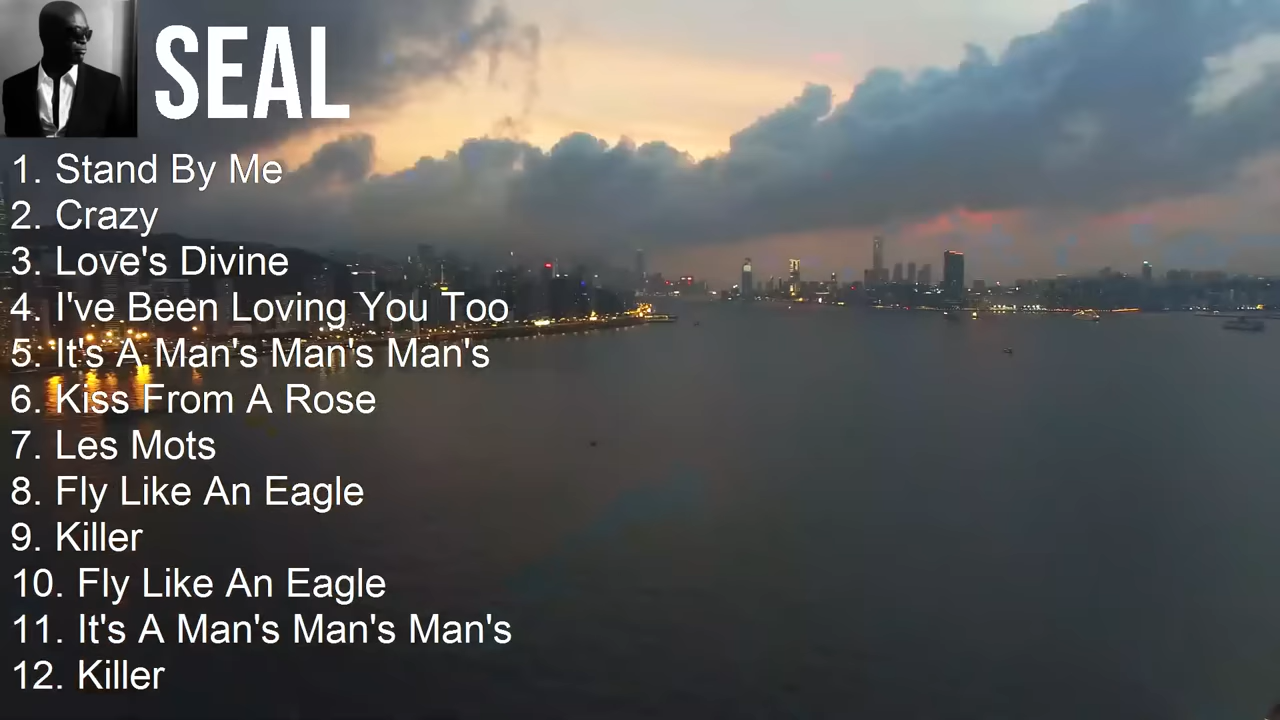 SEAL
1. Stand By Me
2. Crazy
3. Love's Divine
4. I've Been Loving You Too
5. It's A Man's Man's Man's
6. Kiss From A Rose
7. Les Mots
8. Fly Like An Eagle
9. Killer
10. Fly Like An Eagle
11. It's A Man's Man's Man's
12. Killer